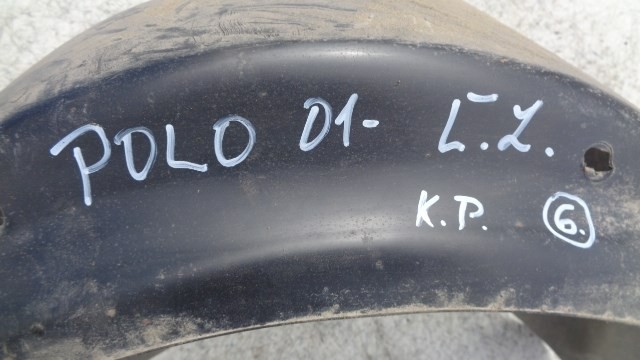 POLO 01- L.Z.
K.P. 6.